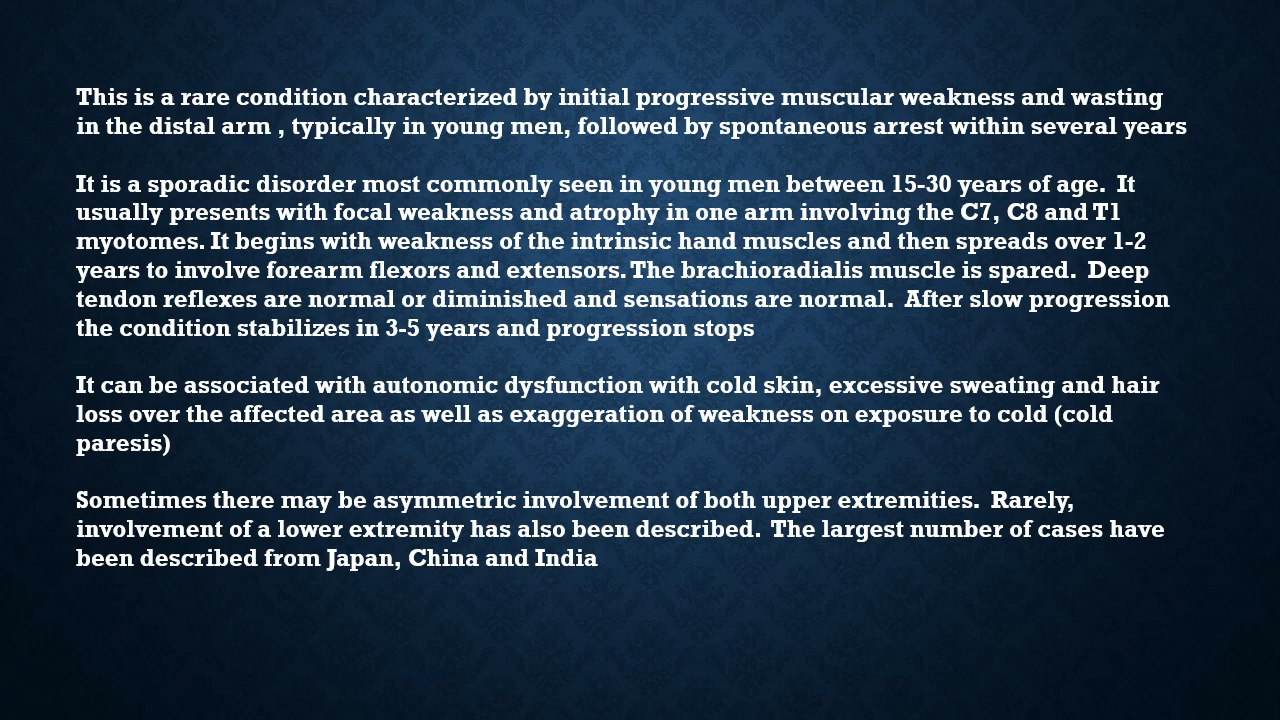 This is a rare condition characterized by initial progressive muscular weakness and wasting
in the distal arm , typically in young men, followed by spontaneous arrest within several years
It is a sporadic disorder most commonly seen in young men between 15-30 years of age.  It
usually presents with focal weakness and atrophy in one arm involving the C7, C8 and T1
myotomes. It begins with weakness of the intrinsic hand muscles and then spreads over 1-2
years to involve forearm flexors and extensors. The brachioradialis muscle is spared.  Deep
tendon reflexes are normal or diminished and sensations are normal.  After slow progression
the condition stabilizes in 3-5 years and progression stops
It can be associated with autonomic dysfunction with cold skin, excessive sweating and hair
loss over the affected area as well as exaggeration of weakness on exposure to cold (cold
paresis)
Sometimes there may be asymmetric involvement of both upper extremities.  Rarely,
involvement of a lower extremity has also been described.  The largest number of cases have
been described from Japan, China and India